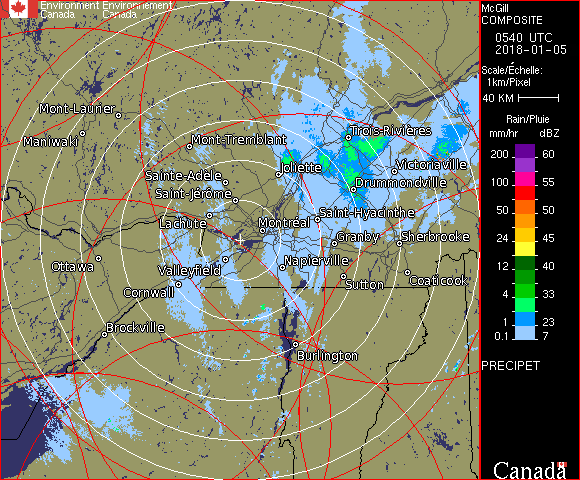 Environment Environnement
Canada Canada
McGill
COMPOSITE
0540 UTC
2018-01-05
Scale/Échelle:
1km/Pixel
40 KM
Rain/Pluie
mm/hr dBZ
200 60
100 55
50 50
24 45
12 40
4 33
1 23
0.1 7
PRECIPET
Canada
Mont-Laurier
Maniwaki
Mont-Tremblant
Trois-Rivières
Sainte-Adèle
Joliette
Victoriaville
Saint-Jérôme
Drummondville
Lachute
Montréal
Saint-Hyacinthe
Granby
Sherbrooke
Ottawa
Valleyfield
Napierville
Cornwall
Sutton
Coaticook
Brockville
Burlington